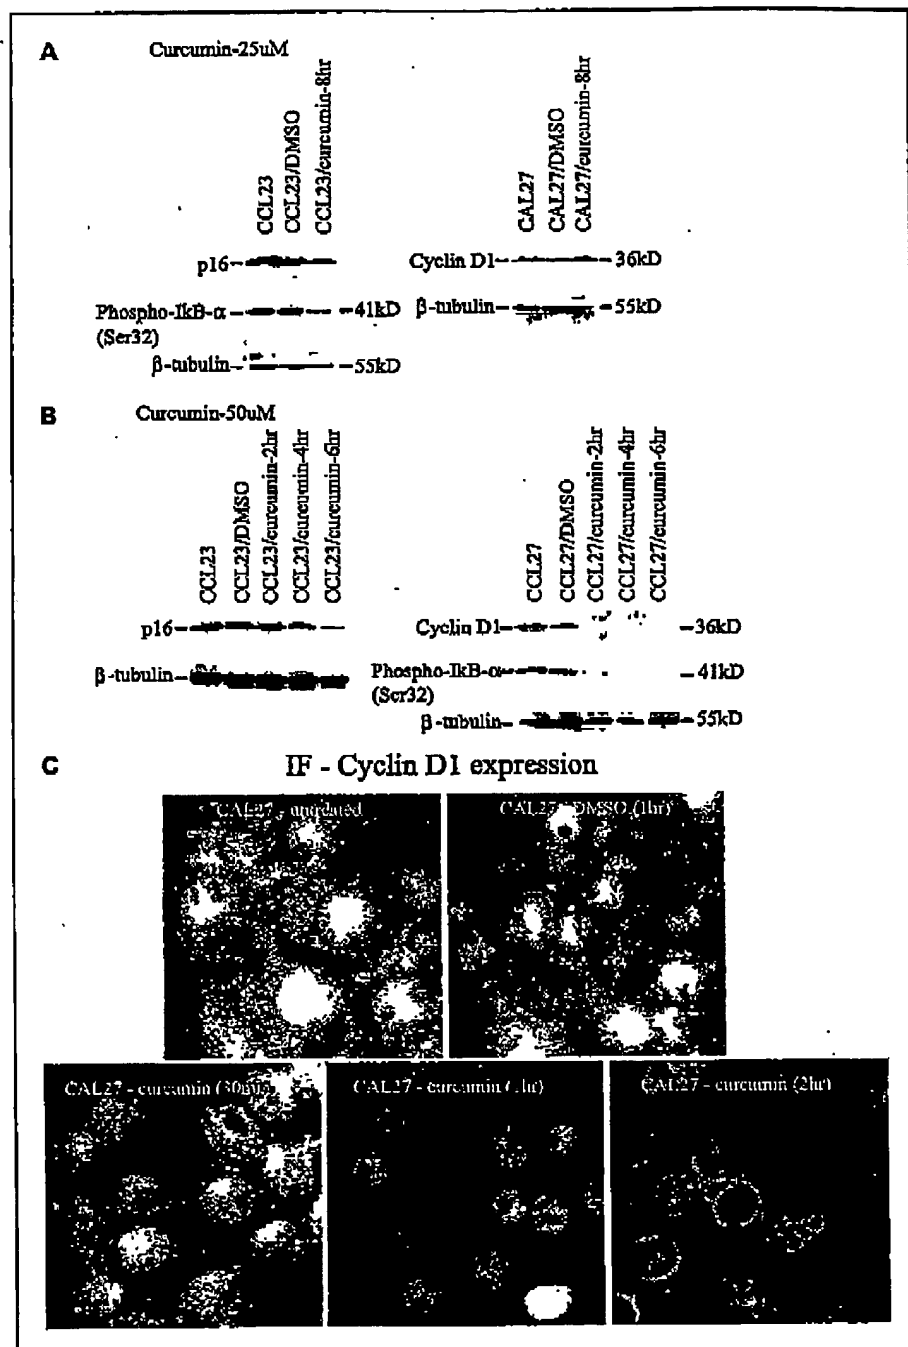 A
Curcumin-25uM
CCL23
CCL23/DMSO
CCL23/curcumin-8hr
CAL27
CAL27/DMSO
CAL27/curcumin-8hr
p16
Cyclin D1
36kD
Phospho-IkB-α
(Ser32)
41kD
β-tubulin
55kD
β-tubulin
55kD
B
Curcumin-50uM
CCL23
CCL23/DMSO
CCL23/curcumin-2hr
CCL23/curcumin-4hr
CCL23/curcumin-6hr
CCL27
CCL27/DMSO
CCL27/curcumin-2hr
CCL27/curcumin-4hr
CCL27/curcumin-6hr
p16
Cyclin D1
36kD
β-tubulin
Phospho-IkB-α
(Ser32)
41kD
β-tubulin
55kD
C
IF - Cyclin D1 expression
CAL27 - untreated
CAL27 - DMSO (1hr)
CAL27 - curcumin (30m)
CAL27 - curcumin (1hr)
CAL27 - curcumin (2hr)